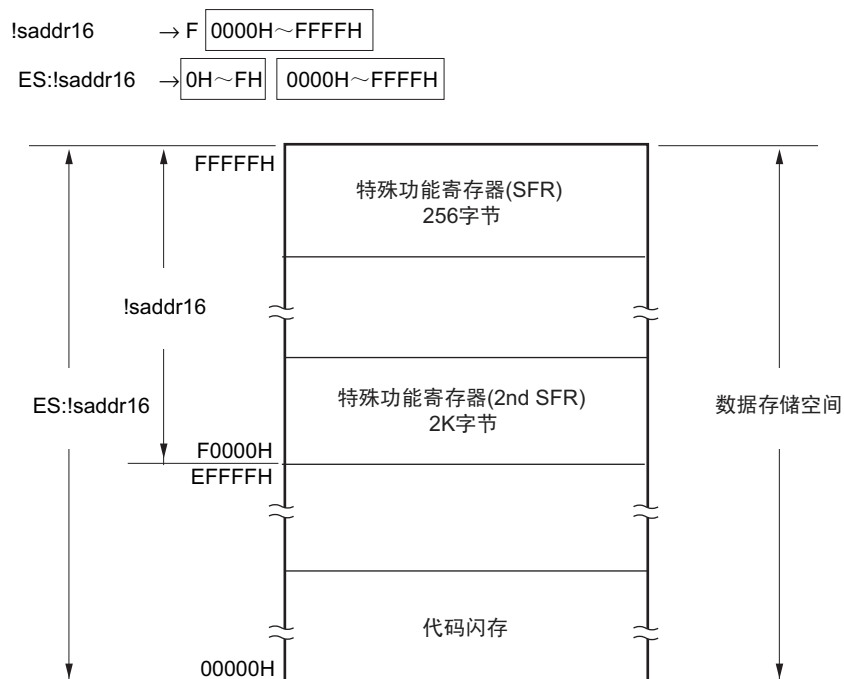 !saddr16 → F 0000H～FFFFH
ES:!saddr16 → 0H～FH 0000H～FFFFH
FFFFFH
特殊功能寄存器(SFR)
256字节
!saddr16
ES:!saddr16
特殊功能寄存器(2nd SFR)
2K字节
数据存储空间
F0000H
EFFFFH
代码闪存
00000H